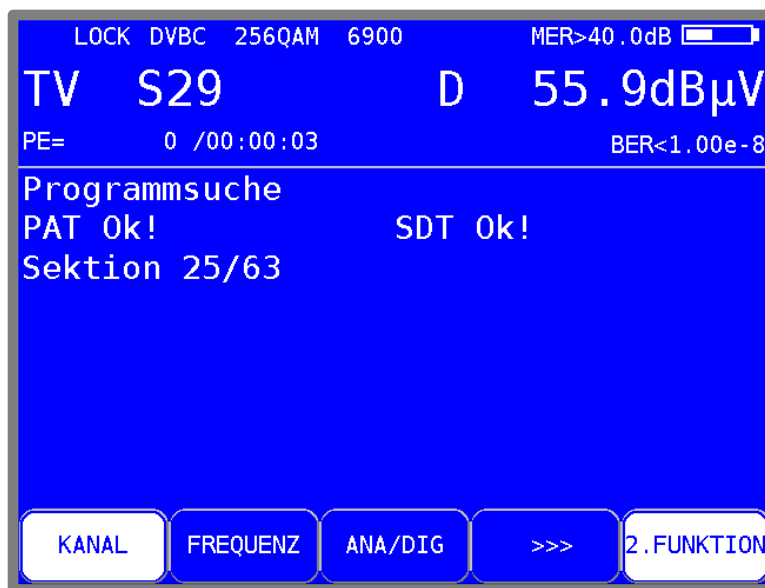 LOCK DVBC 256QAM 6900 MER>40.0dB
TV S29 D 55.9dBµV
PE= 0 /00:00:03 BER<1.00e-8
Programmsuche
PAT Ok! SDT Ok!
Sektion 25/63
KANAL FREQUENZ ANA/DIG >>> 2.FUNKTION